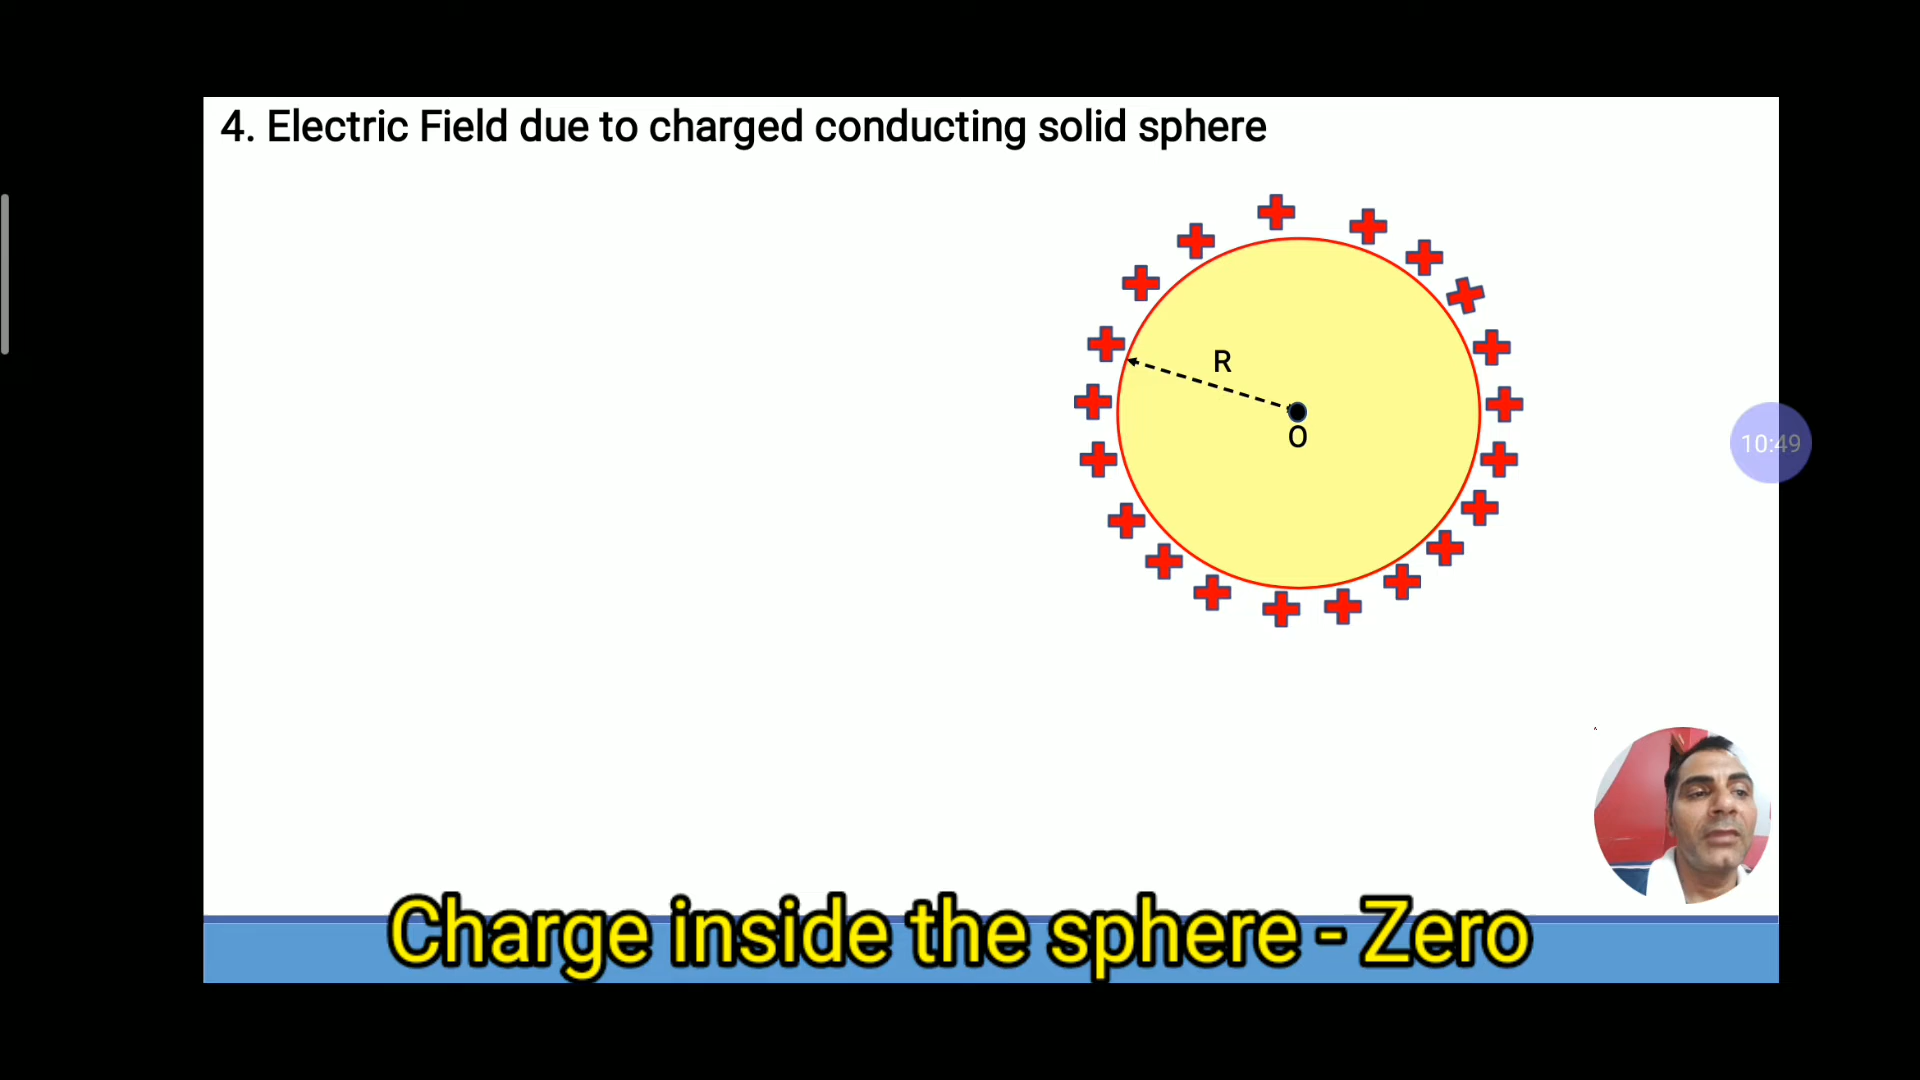 4. Electric Field due to charged conducting solid sphere
R
O
10:49
Charge inside the sphere - Zero